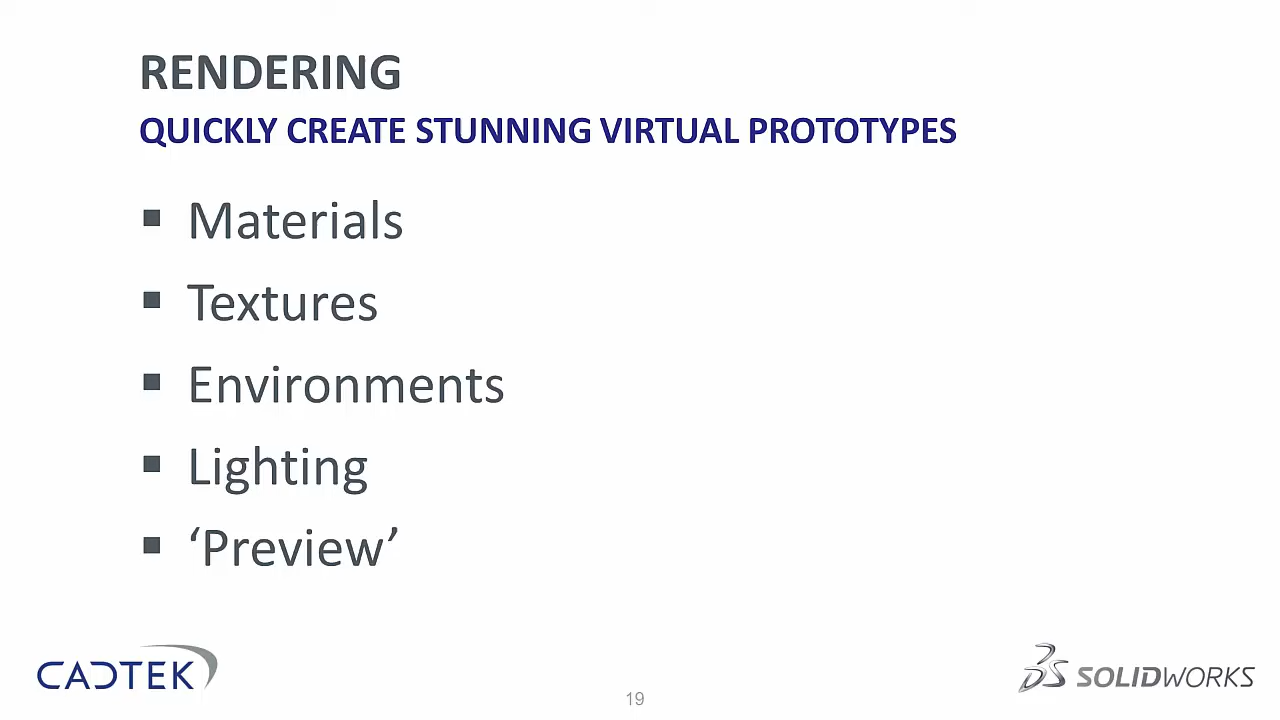 RENDERING
QUICKLY CREATE STUNNING VIRTUAL PROTOTYPES
▪ Materials
▪ Textures
▪ Environments
▪ Lighting
▪ ‘Preview’
CADTEK
19
3S SOLIDWORKS